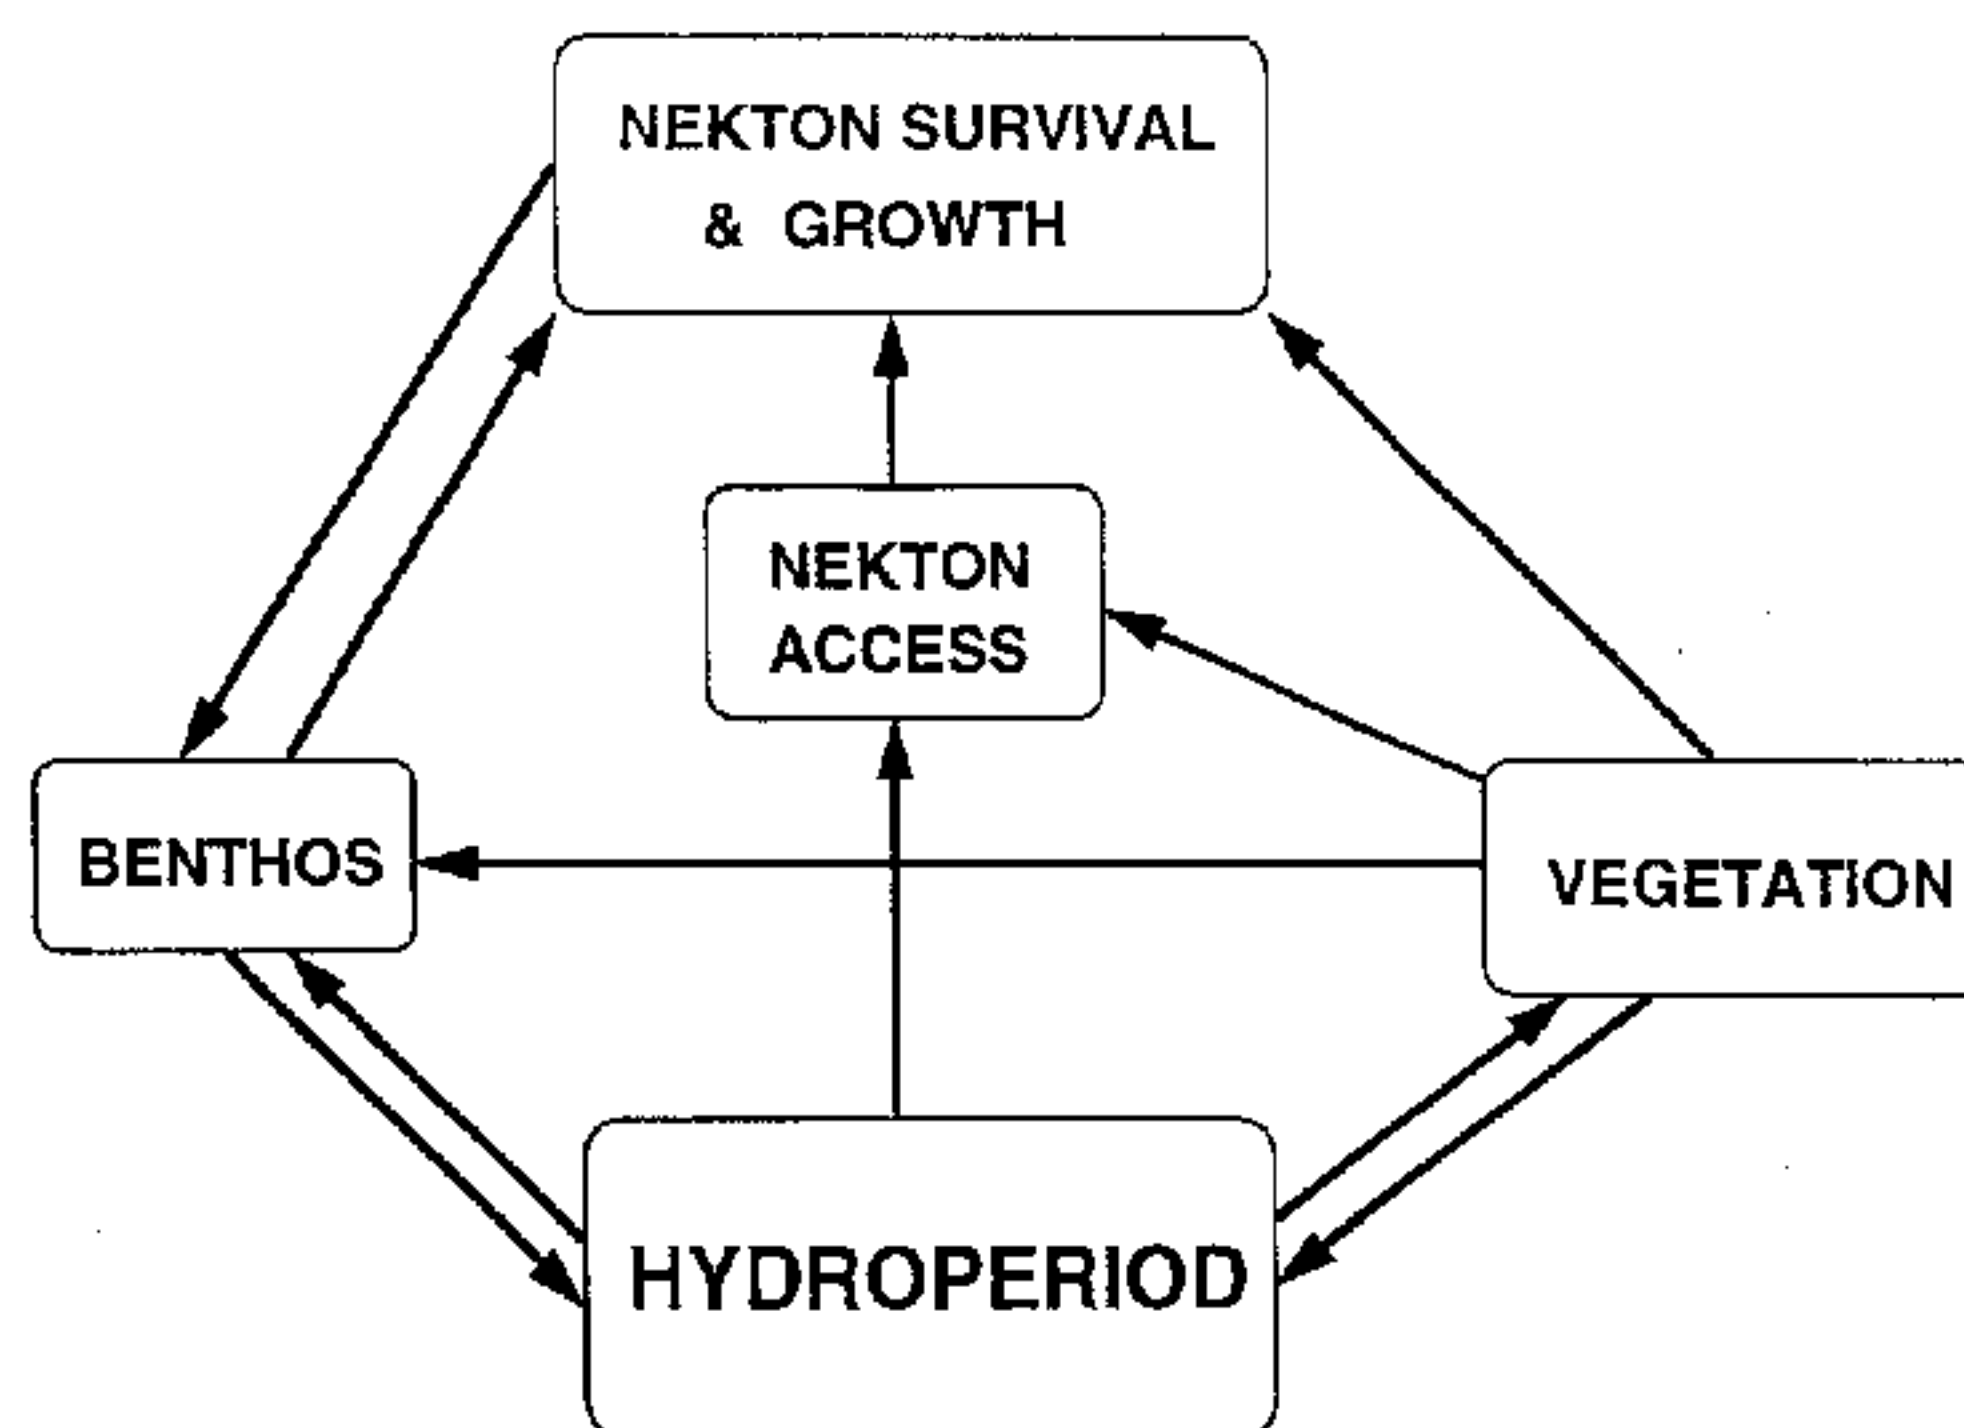 NEKTON SURVIVAL
& GROWTH
NEKTON
ACCESS
BENTHOS
VEGETATION
HYDROPERIOD